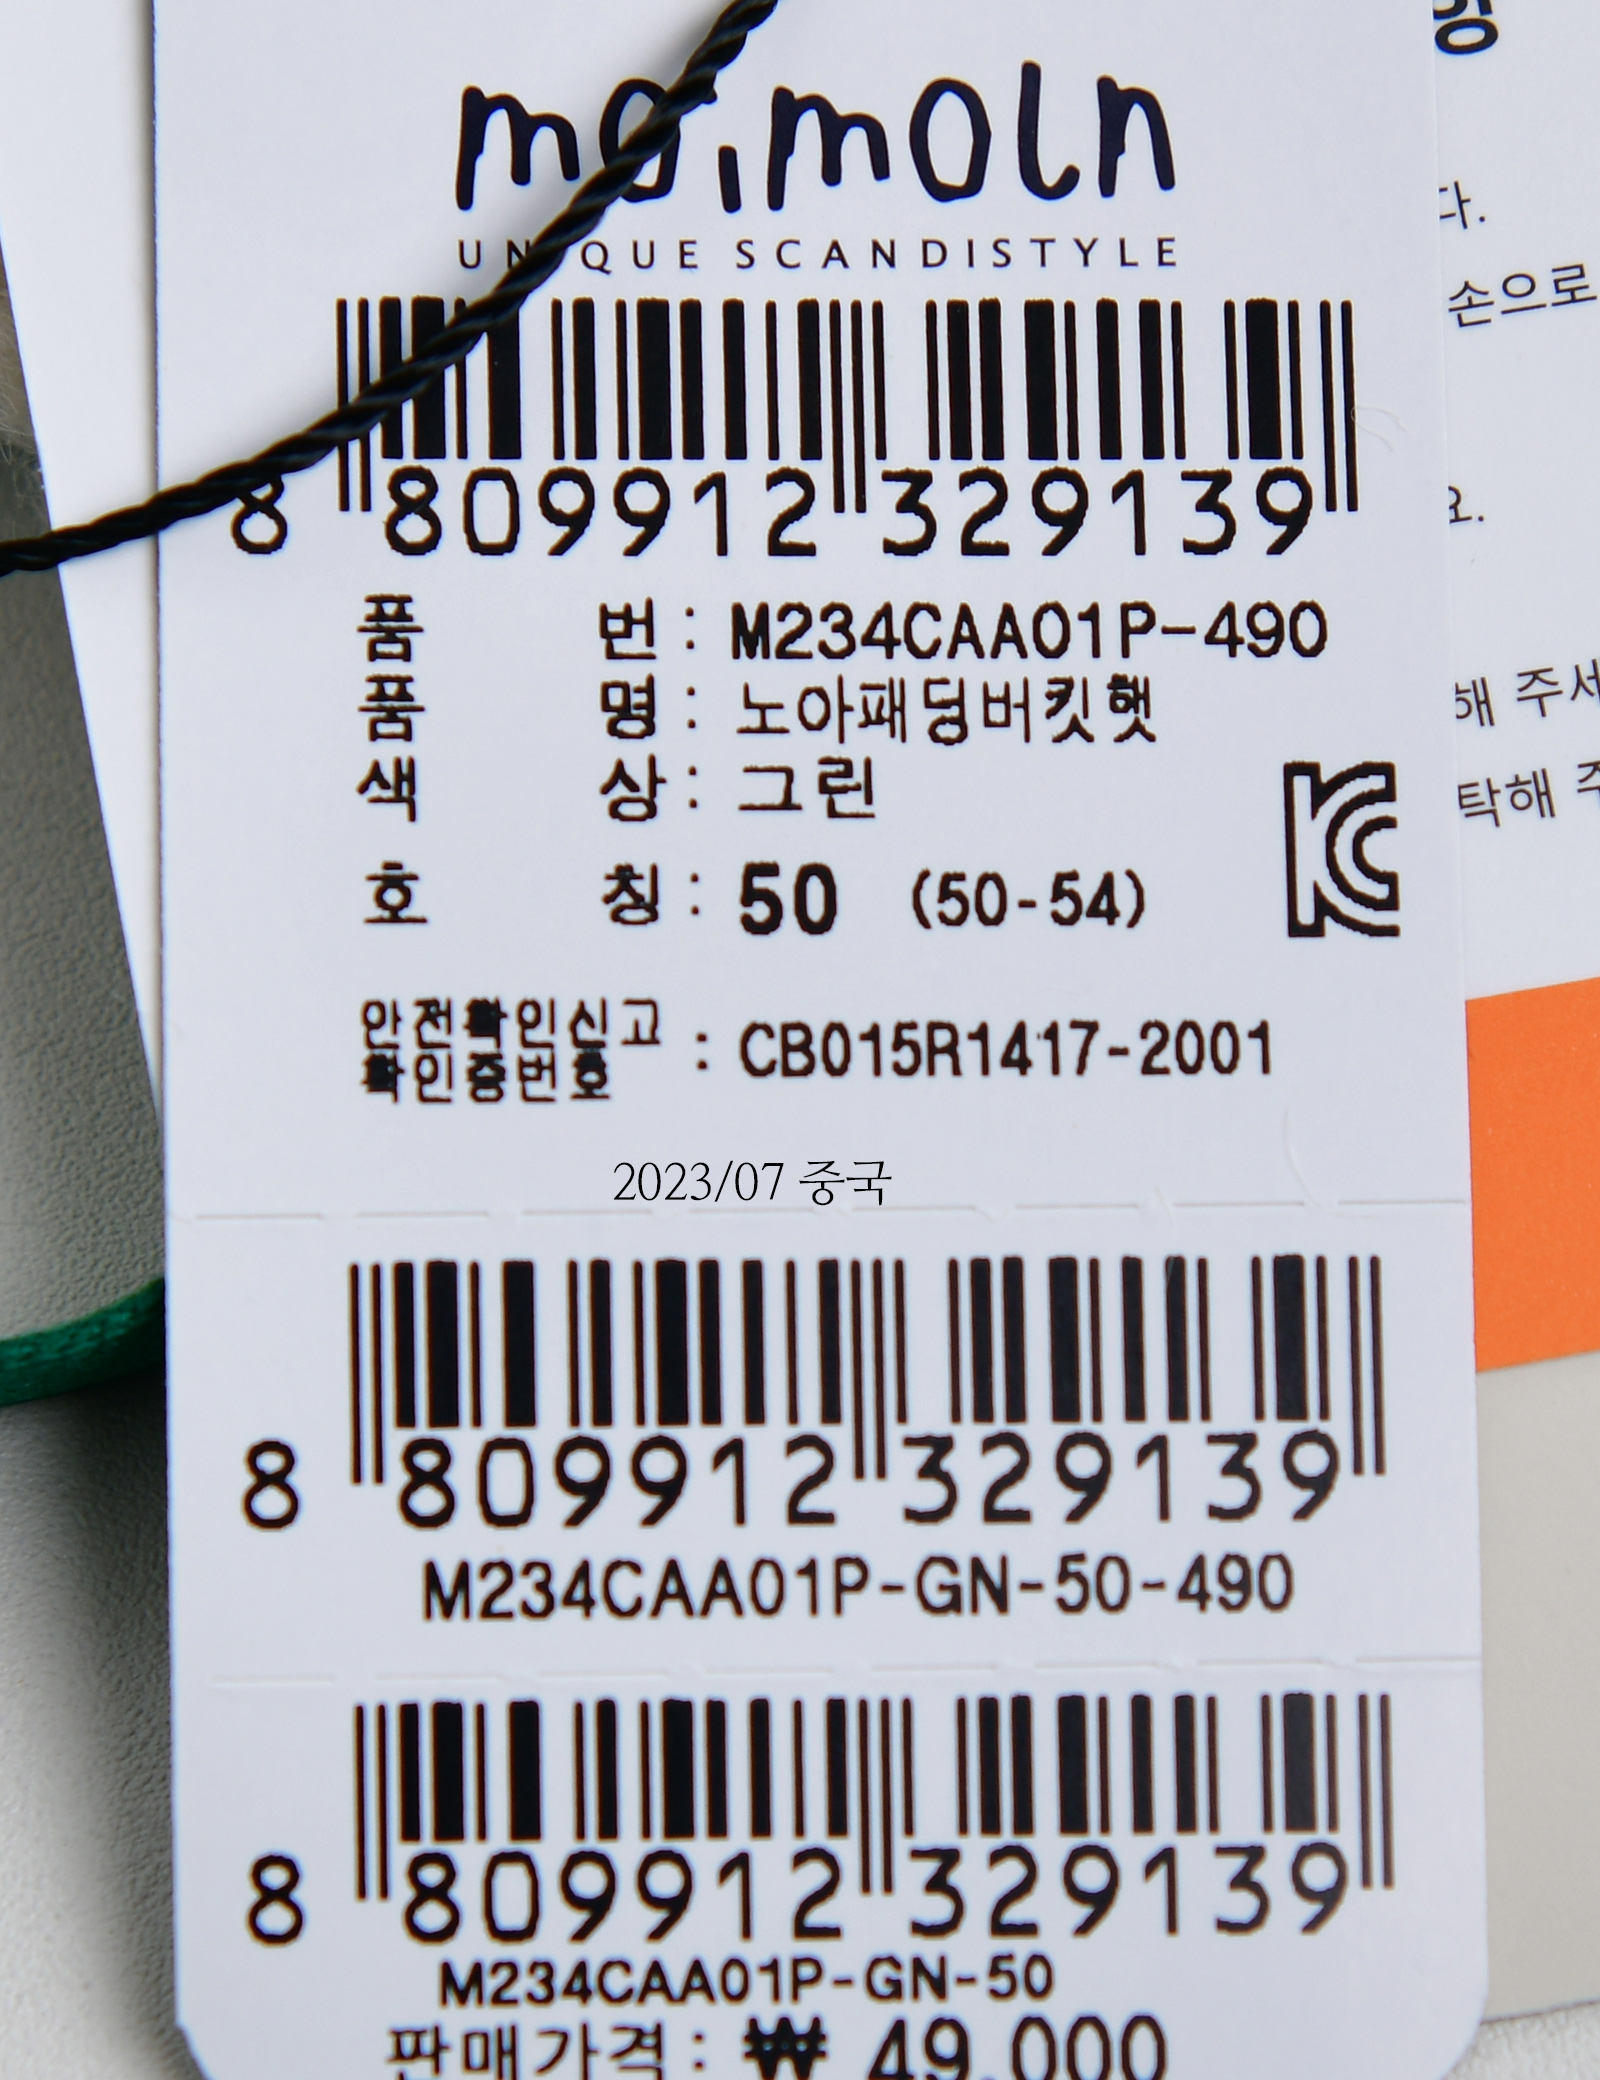 moimoln
UNIQUE SCANDISTYLE
8 809912 329139
품 번 : M234CAA01P-490
품 명 : 노아패딩버킷햇
색 상 : 그린
호 칭 : 50 (50-54)
안전확인신고
확인증번호 : CB015R1417-2001
2023/07 중국
8 809912 329139
M234CAA01P-GN-50-490
8 809912 329139
M234CAA01P-GN-50
판매가격 : ₩ 49,000
다.
손으로
요.
해 주세
탁해 주